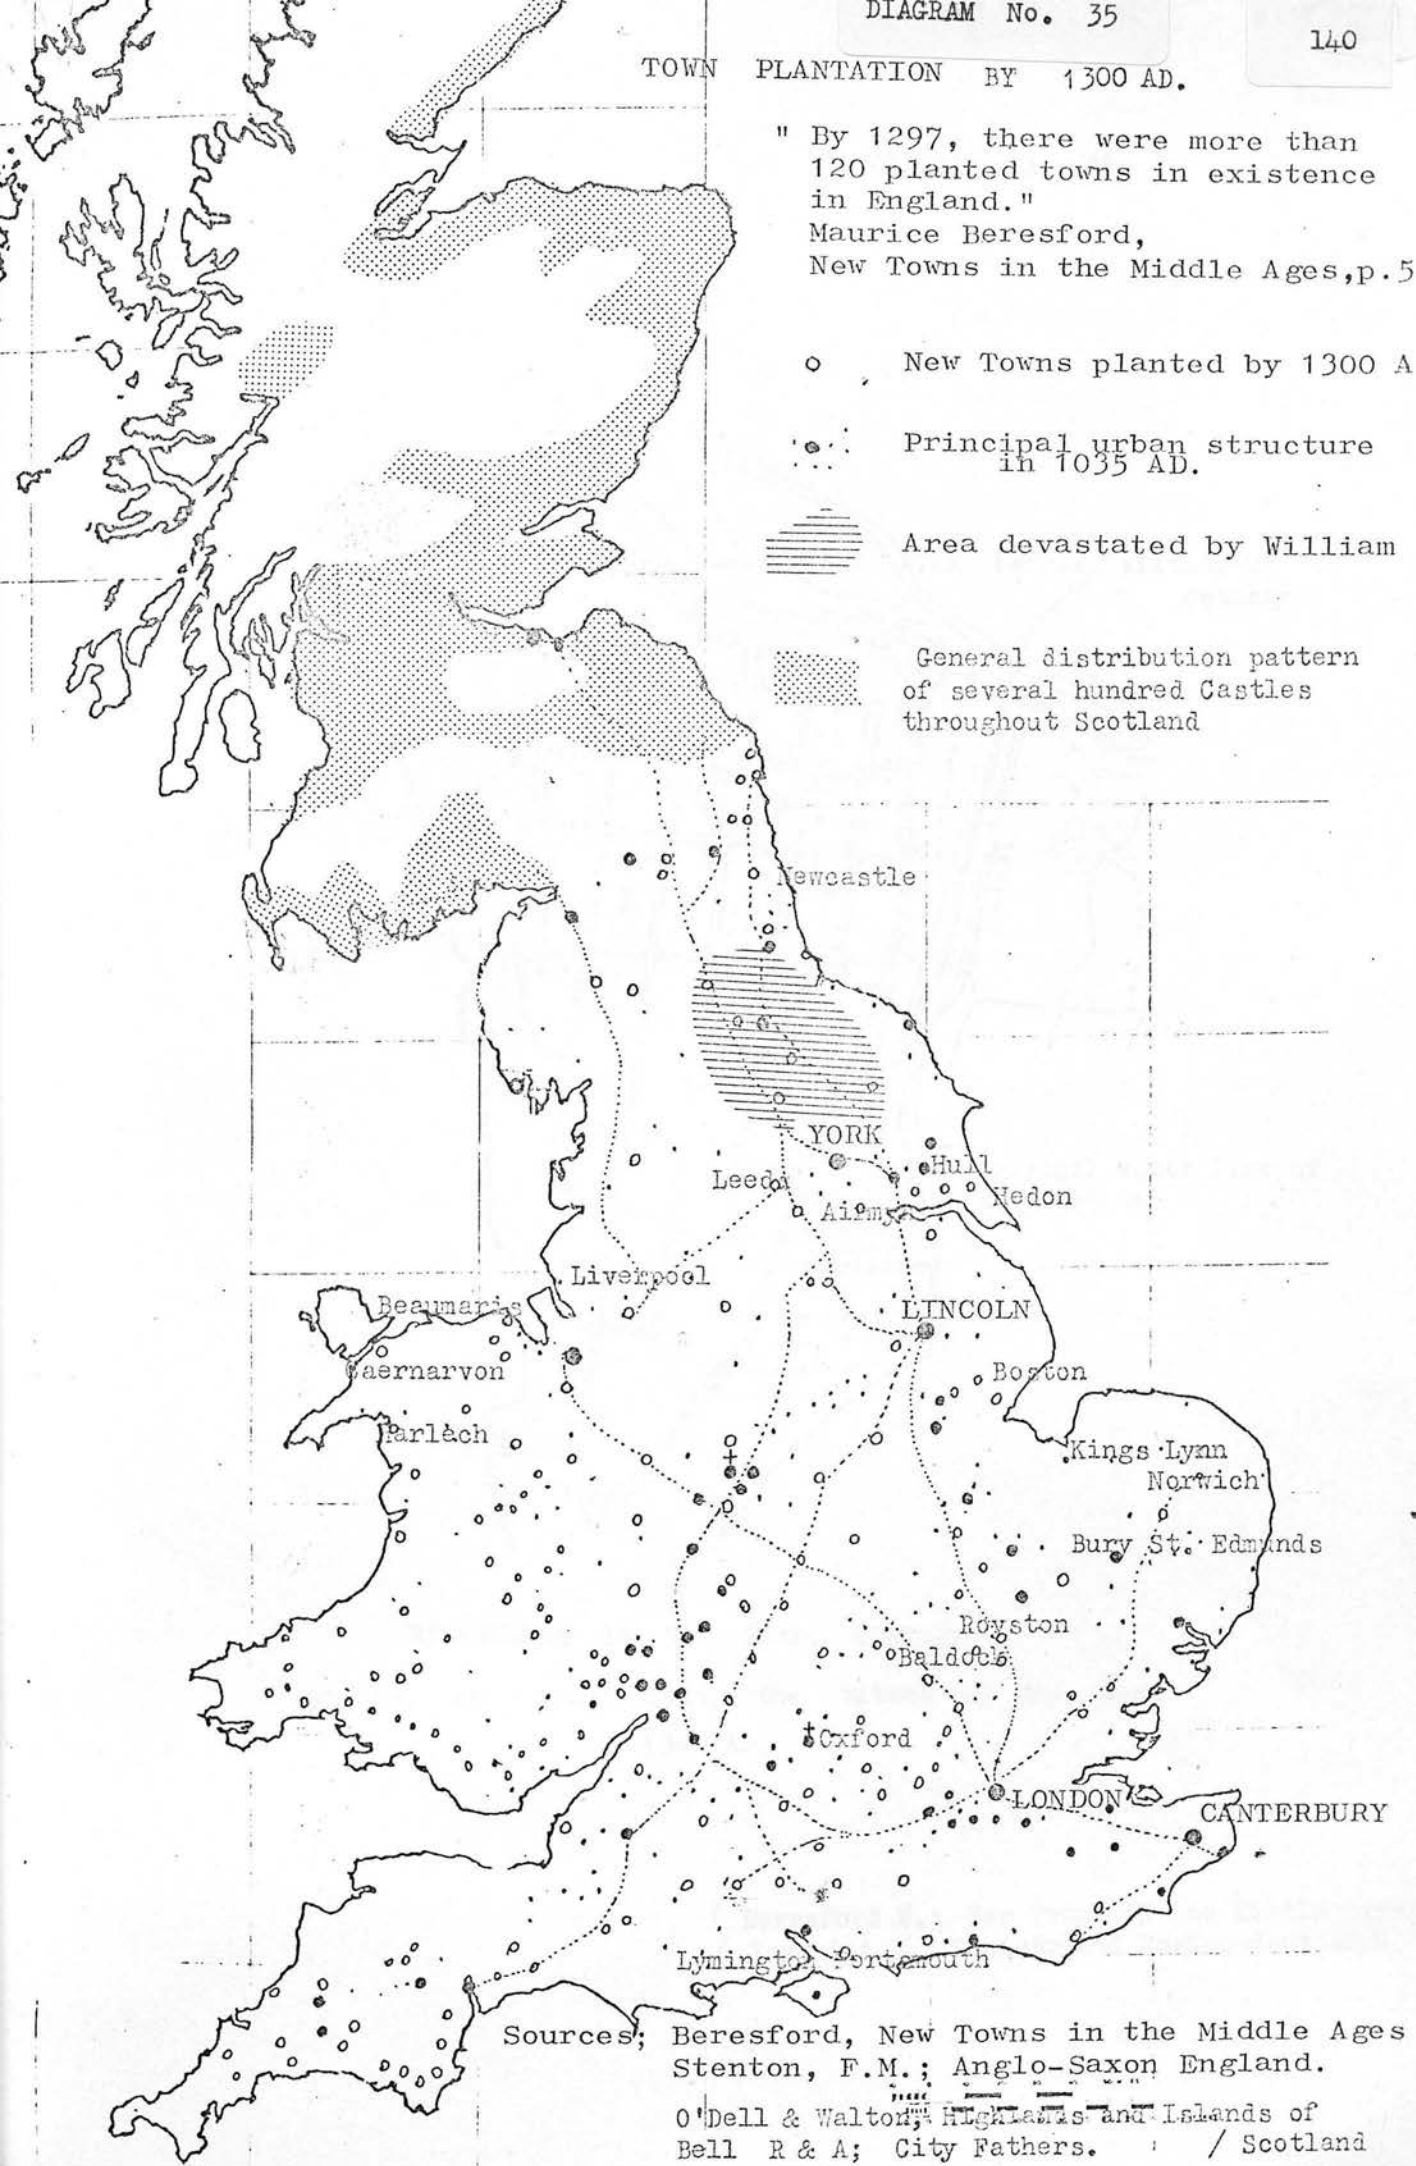 DIAGRAM No. 35
140
TOWN PLANTATION BY 1300 AD.
" By 1297, there were more than
120 planted towns in existence
in England."
Maurice Beresford,
New Towns in the Middle Ages,p.5
New Towns planted by 1300 A
Principal urban structure
in 1035 AD.
Area devastated by William
General distribution pattern
of several hundred Castles
throughout Scotland
Newcastle
YORK
Hull
Leeds
Hedon
Airmyn
Liverpool
Beaumaris
LINCOLN
Caernarvon
Boston
Harlech
Kings Lynn
Norwich
Bury St. Edmunds
Royston
Baldock
Oxford
LONDON
CANTERBURY
Lymington Portsmouth
Sources; Beresford, New Towns in the Middle Ages
Stenton, F.M.; Anglo-Saxon England.
O'Dell & Walton, Highlands and Islands of
Bell R & A; City Fathers. / Scotland